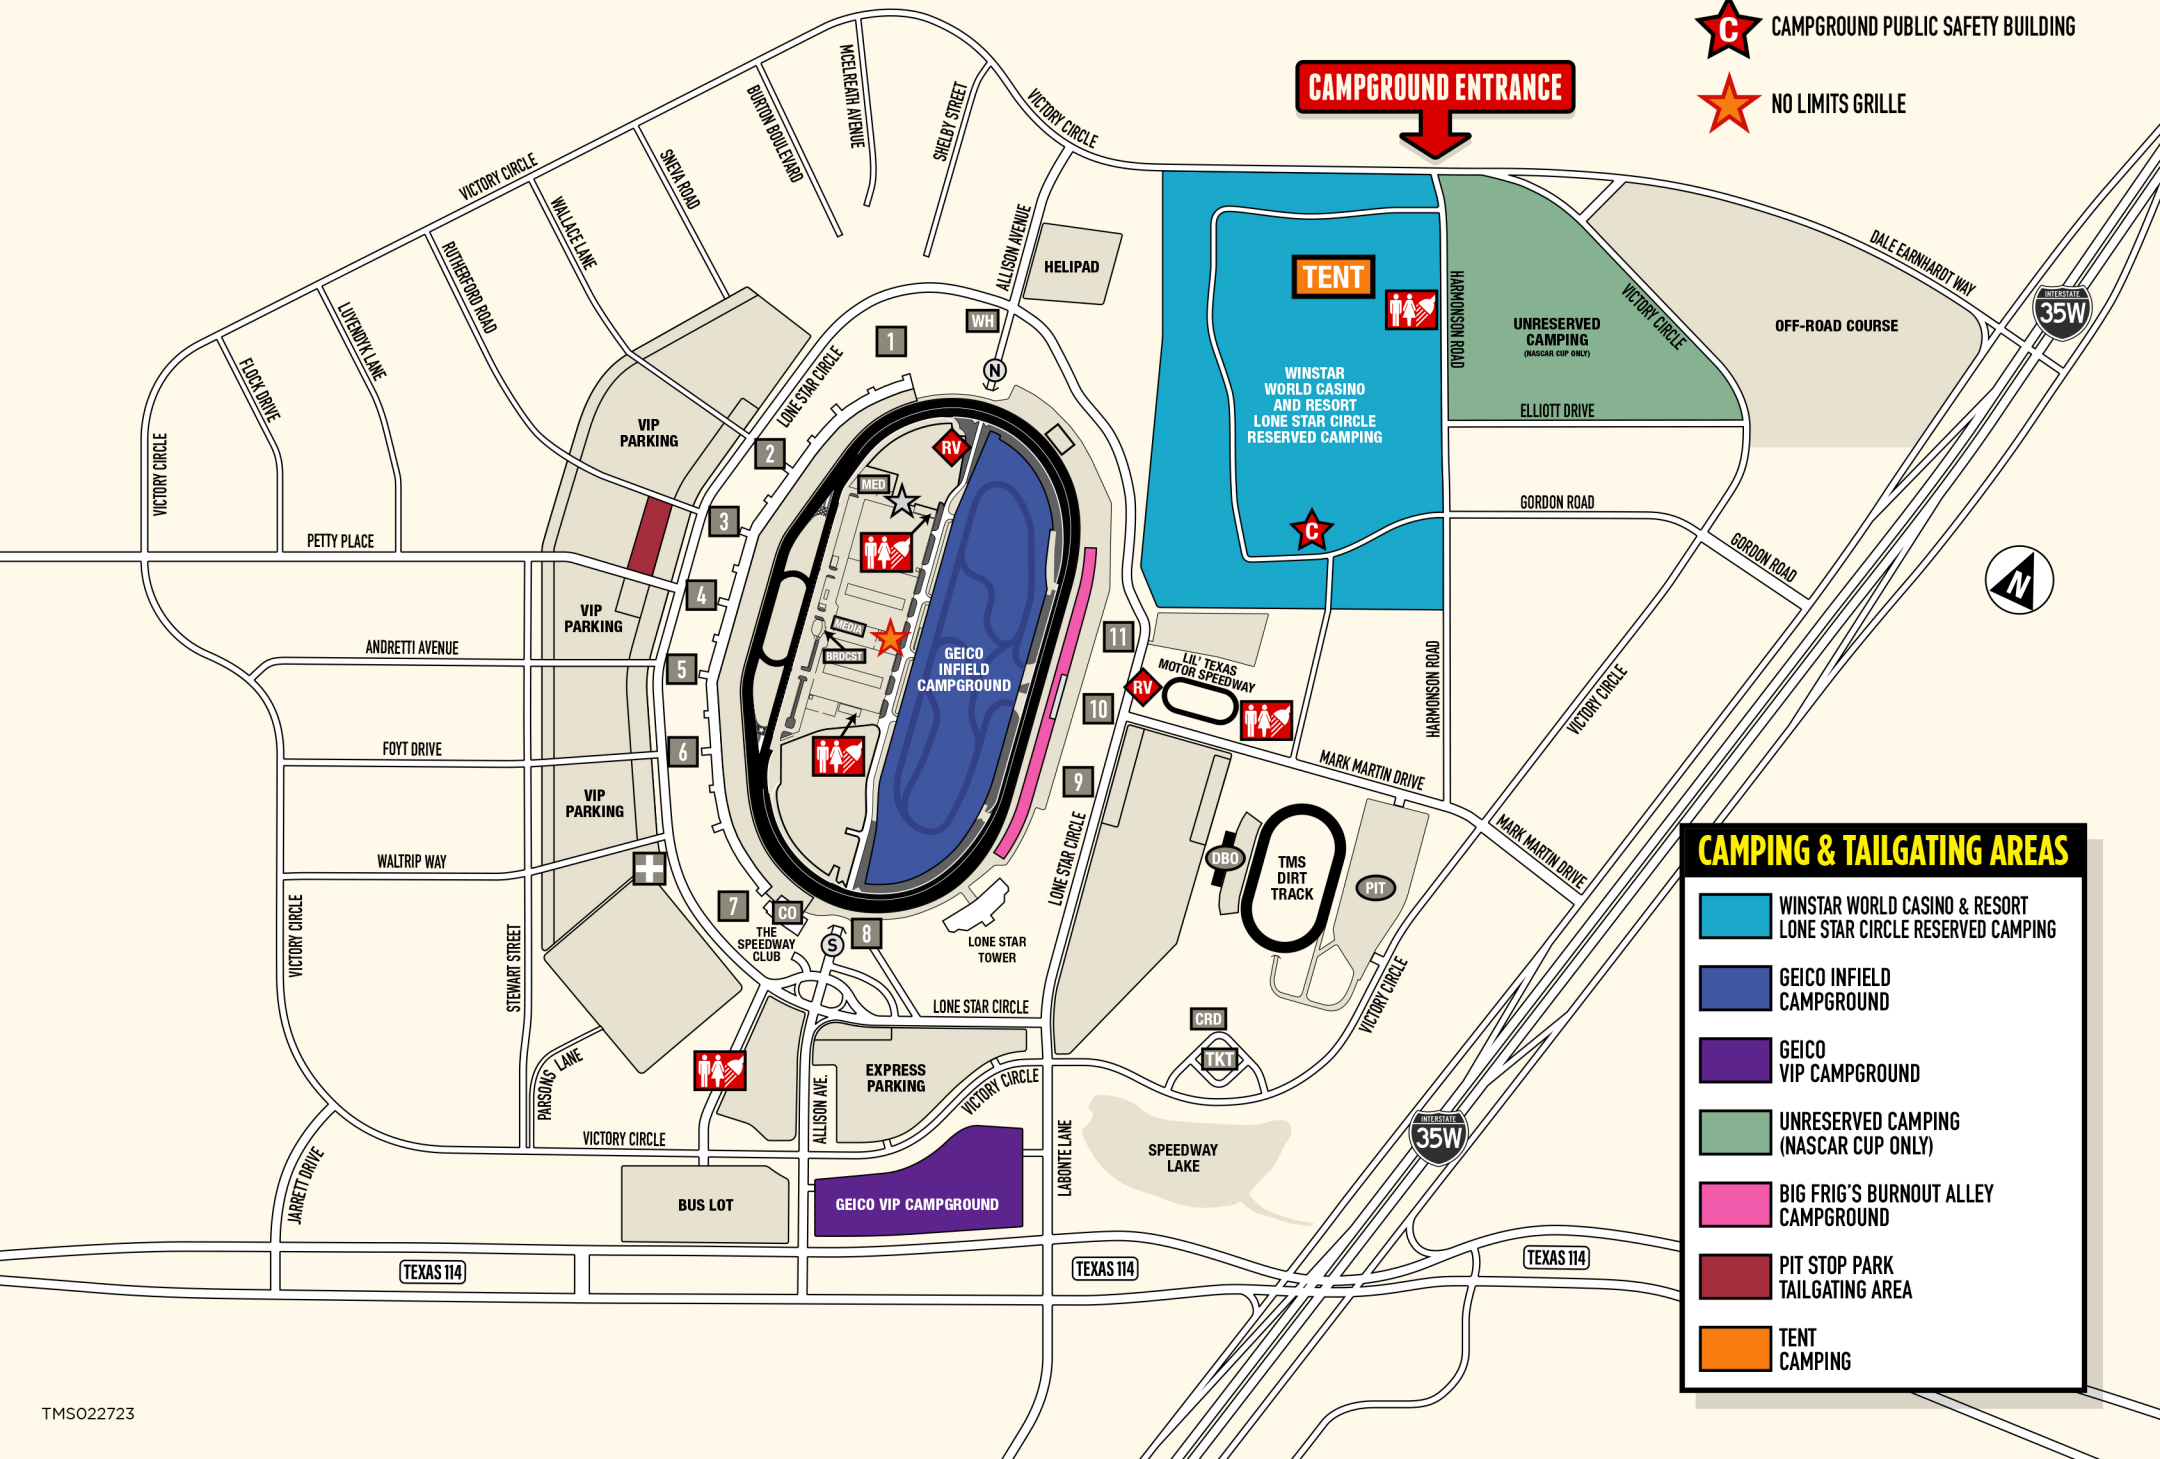 C
CAMPGROUND PUBLIC SAFETY BUILDING
NO LIMITS GRILLE
CAMPGROUND ENTRANCE
MCELREATH AVENUE
BURTON BOULEVARD
SHELBY STREET
VICTORY CIRCLE
VICTORY CIRCLE
SNEVA ROAD
WALLACE LANE
RUTHERFORD ROAD
LUYENDYK LANE
FLOCK DRIVE
VICTORY CIRCLE
ALLISON AVENUE
HELIPAD
WH
N
1
LONE STAR CIRCLE
TENT
HARMONSON ROAD
UNRESERVED
CAMPING
(NASCAR CUP ONLY)
VICTORY CIRCLE
ELLIOTT DRIVE
OFF-ROAD COURSE
DALE EARNHARDT WAY
INTERSTATE
35W
WINSTAR
WORLD CASINO
AND RESORT
LONE STAR CIRCLE
RESERVED CAMPING
VIP
PARKING
2
RV
MED
3
GORDON ROAD
GORDON ROAD
C
N
PETTY PLACE
4
VIP
PARKING
MEDIA
BRDCST
GEICO
INFIELD
CAMPGROUND
11
LIL' TEXAS
MOTOR SPEEDWAY
RV
10
HARMONSON ROAD
VICTORY CIRCLE
ANDRETTI AVENUE
5
FOYT DRIVE
6
9
MARK MARTIN DRIVE
MARK MARTIN DRIVE
VIP
PARKING
LONE STAR CIRCLE
DBO
TMS
DIRT
TRACK
PIT
WALTRIP WAY
VICTORY CIRCLE
STEWART STREET
7
CO
THE
SPEEDWAY
CLUB
S
8
LONE STAR
TOWER
LONE STAR CIRCLE
VICTORY CIRCLE
CRD
TKT
PARSONS LANE
EXPRESS
PARKING
ALLISON AVE.
VICTORY CIRCLE
VICTORY CIRCLE
LABONTE LANE
SPEEDWAY
LAKE
INTERSTATE
35W
JARRETT DRIVE
BUS LOT
GEICO VIP CAMPGROUND
TEXAS 114
TEXAS 114
TEXAS 114
CAMPING & TAILGATING AREAS
WINSTAR WORLD CASINO & RESORT
LONE STAR CIRCLE RESERVED CAMPING
GEICO INFIELD
CAMPGROUND
GEICO
VIP CAMPGROUND
UNRESERVED CAMPING
(NASCAR CUP ONLY)
BIG FRIG'S BURNOUT ALLEY
CAMPGROUND
PIT STOP PARK
TAILGATING AREA
TENT
CAMPING
TMS022723